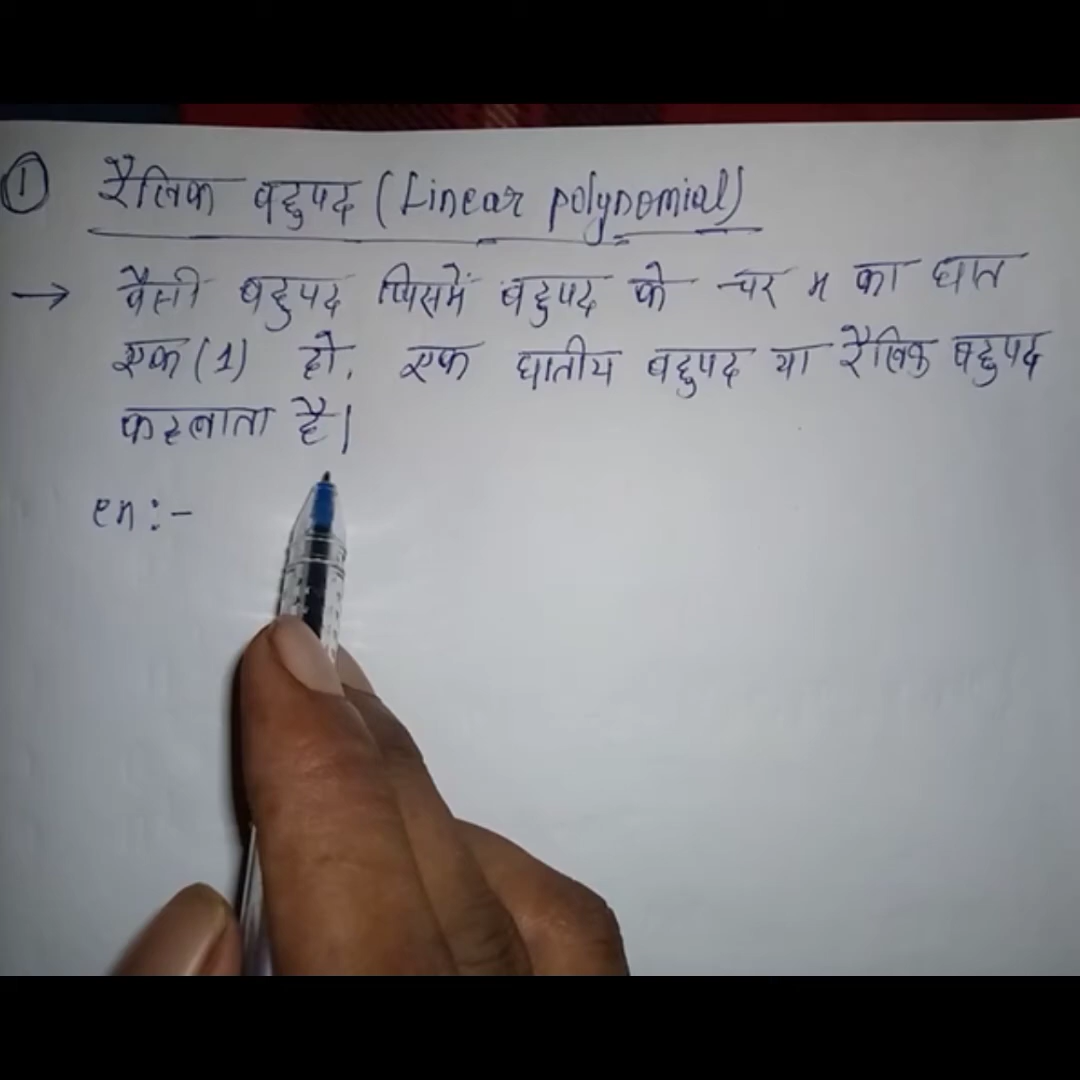 ① रैखिक बहुपद (Linear polynomial)
→ वैसी बहुपद जिसमें बहुपद के चर x का घात
एक (1) हो, एक घातीय बहुपद या रैखिक बहुपद
कहलाता है।
ex :-